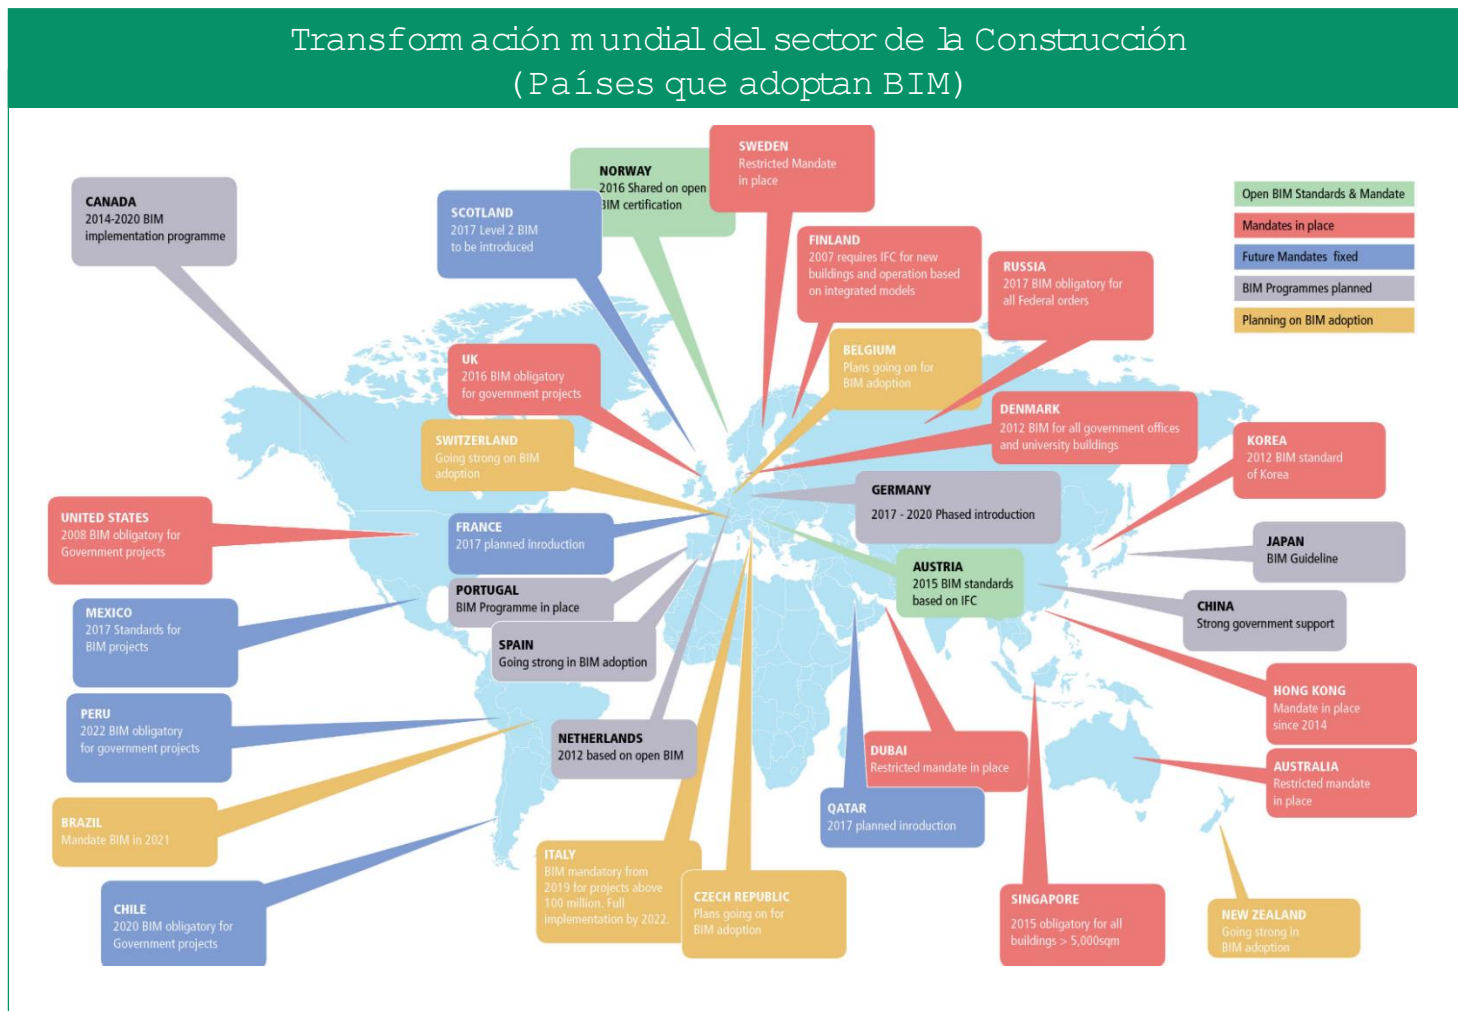 Transformación mundial del sector de la Construcción
(Países que adoptan BIM)
CANADA
2014-2020 BIM
implementation programme
NORWAY
2016 Shared on open
BIM certification
SWEDEN
Restricted Mandate
in place
SCOTLAND
2017 Level 2 BIM
to be introduced
FINLAND
2007 requires IFC for new
buildings and operation based
on integrated models
RUSSIA
2017 BIM obligatory for
all Federal orders
Open BIM Standards & Mandate
Mandates in place
Future Mandates fixed
BIM Programmes planned
Planning on BIM adoption
UK
2016 BIM obligatory
for government projects
BELGIUM
Plans going on for
BIM adoption
SWITZERLAND
Going strong on BIM
adoption
DENMARK
2012 BIM for all government offices
and university buildings
KOREA
2012 BIM standard
of Korea
GERMANY
2017 - 2020 Phased introduction
UNITED STATES
2008 BIM obligatory for
Government projects
FRANCE
2017 planned inroduction
JAPAN
BIM Guideline
AUSTRIA
2015 BIM standards
based on IFC
PORTUGAL
BIM Programme in place
MEXICO
2017 Standards for
BIM projects
CHINA
Strong government support
SPAIN
Going strong in BIM adoption
HONG KONG
Mandate in place
since 2014
PERU
2022 BIM obligatory
for government projects
NETHERLANDS
2012 based on open BIM
DUBAI
Restricted mandate in place
AUSTRALIA
Restricted mandate
in place
QATAR
2017 planned inroduction
BRAZIL
Mandate BIM in 2021
ITALY
BIM mandatory from
2019 for projects above
100 million. Full
implementation by 2022.
CZECH REPUBLIC
Plans going on for
BIM adoption
SINGAPORE
2015 obligatory for all
buildings > 5,000sqm
CHILE
2020 BIM obligatory for
Government projects
NEW ZEALAND
Going strong in
BIM adoption